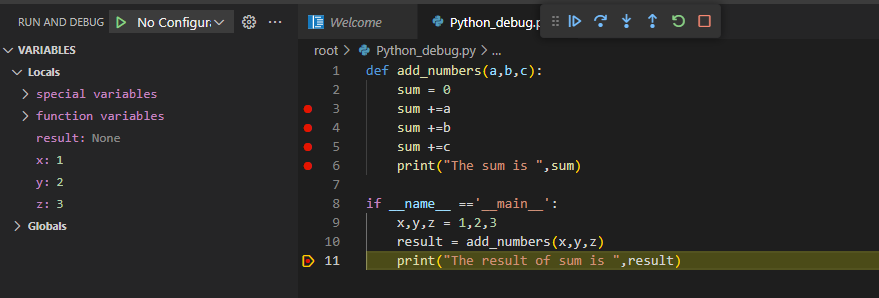 RUN AND DEBUG No Configur. ...
VARIABLES
Locals
special variables
function variables
result: None
x: 1
y: 2
z: 3
Globals
Welcome Python_debug.p
root > Python_debug.py > ...
1 def add_numbers(a,b,c):
2 sum = 0
3 sum +=a
4 sum +=b
5 sum +=c
6 print("The sum is ",sum)
7
8 if __name__ =='__main__':
9 x,y,z = 1,2,3
10 result = add_numbers(x,y,z)
11 print("The result of sum is ",result)